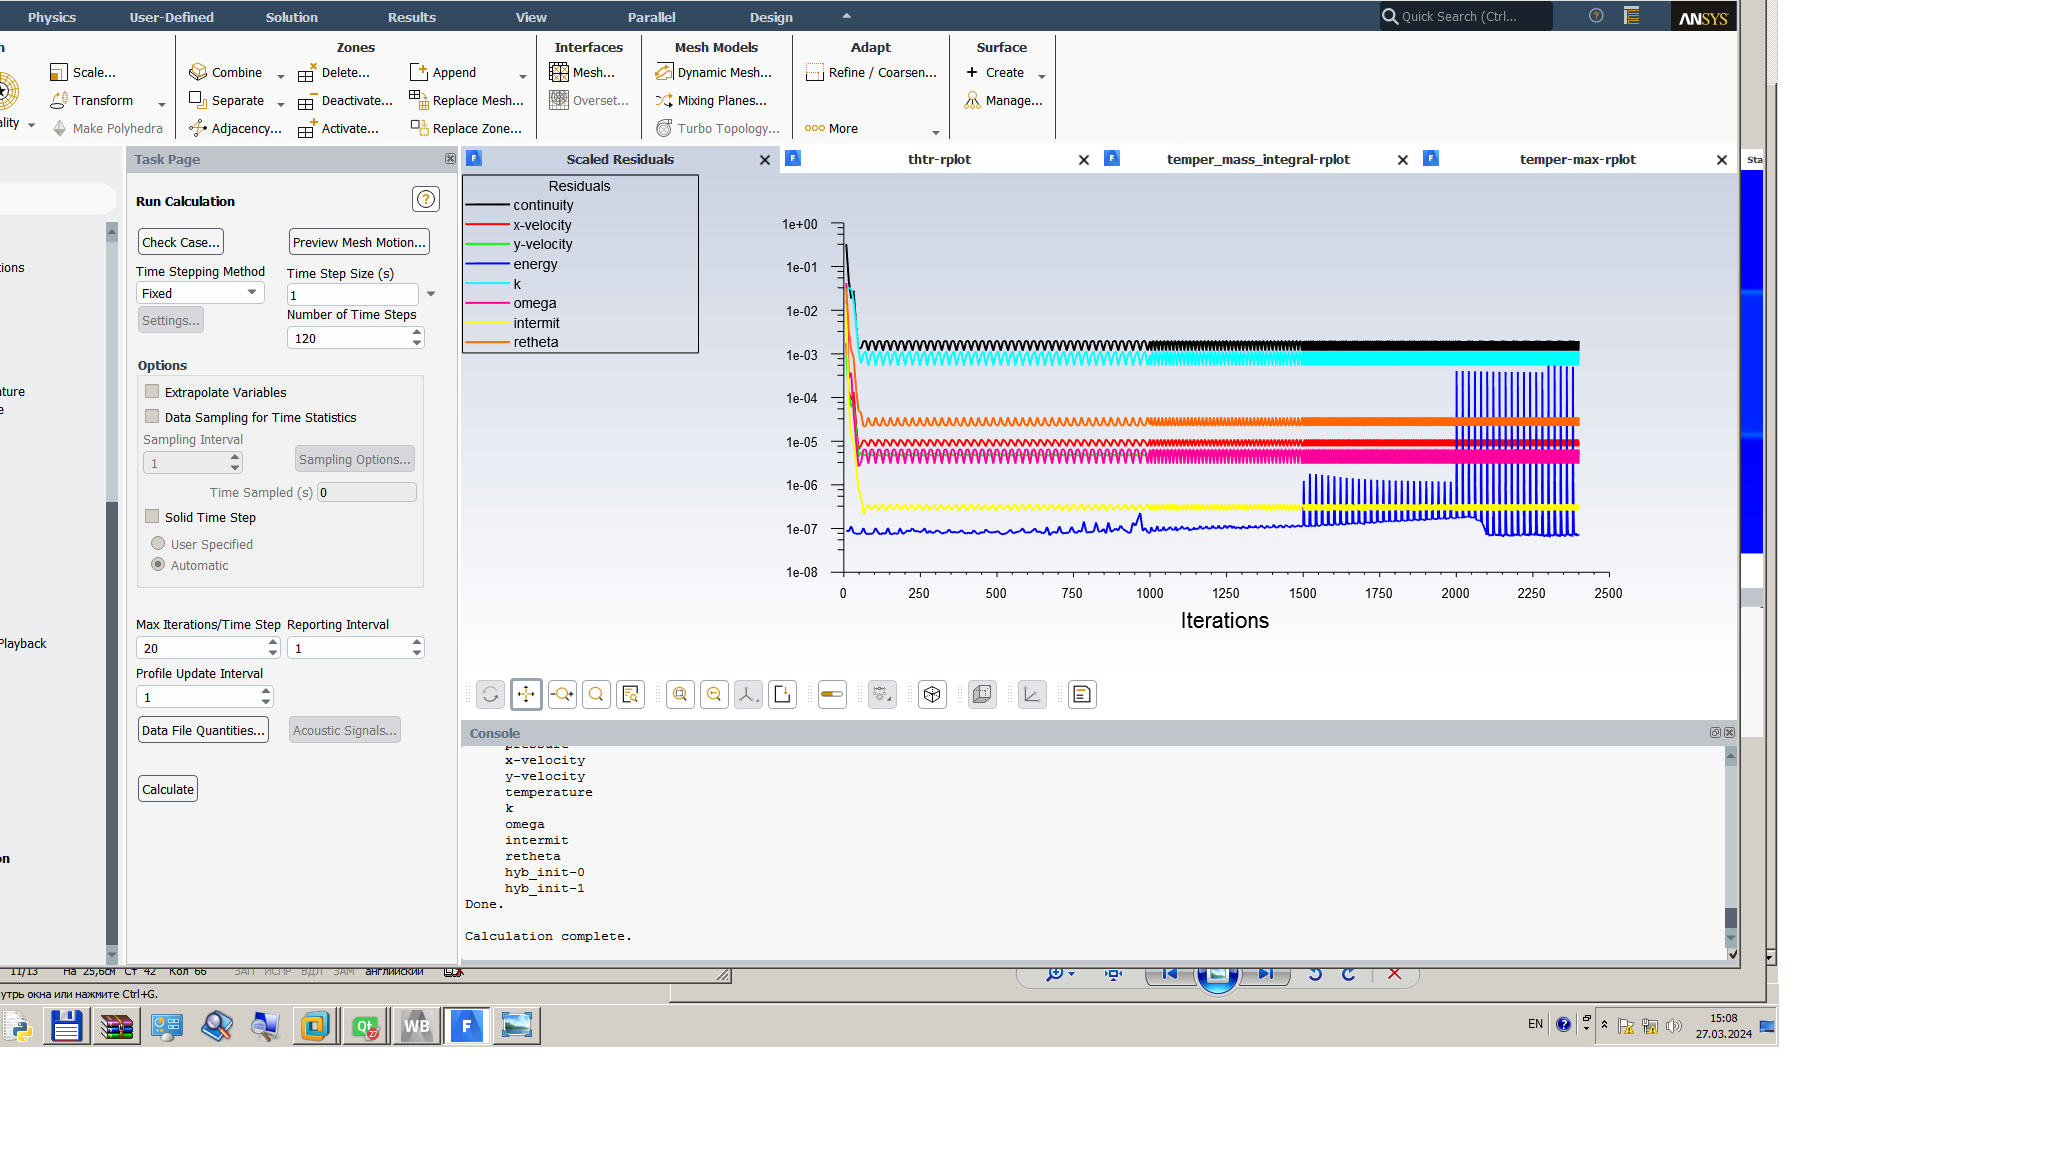 Physics User-Defined Solution Results View Parallel Design Quick Search (Ctrl... ANSYS
Zones Interfaces Mesh Models Adapt Surface
Scale... Combine Delete... Append Mesh... Dynamic Mesh... Refine / Coarsen... + Create
Transform Separate Deactivate... Replace Mesh... Overset... Mixing Planes... Manage...
ality Make Polyhedra Adjacency... Activate... Replace Zone... Turbo Topology... More
Task Page
Scaled Residuals thtr-rplot temper_mass_integral-rplot temper-max-rplot Sta
Run Calculation
Check Case... Preview Mesh Motion...
Time Stepping Method Time Step Size (s)
Fixed 1
Settings... Number of Time Steps
120
Options
Extrapolate Variables
Data Sampling for Time Statistics
Sampling Interval
1 Sampling Options...
Time Sampled (s) 0
Solid Time Step
User Specified
Automatic
Max Iterations/Time Step Reporting Interval
20 1
Profile Update Interval
1
Data File Quantities... Acoustic Signals...
Calculate
ions
ature
e
Playback
on
Residuals
continuity
x-velocity
y-velocity
energy
k
omega
intermit
retheta
1e+00
1e-01
1e-02
1e-03
1e-04
1e-05
1e-06
1e-07
1e-08
0 250 500 750 1000 1250 1500 1750 2000 2250 2500
Iterations
Console
pressure
x-velocity
y-velocity
temperature
k
omega
intermit
retheta
hyb_init-0
hyb_init-1
Done.
Calculation complete.
11/13 На 25,6см Ст 42 Кол 66 ЗАП ИСПР ВДЛ ЗАМ английский
утрь окна или нажмите Ctrl+G.
Qt 27 WB F EN 15:08
27.03.2024